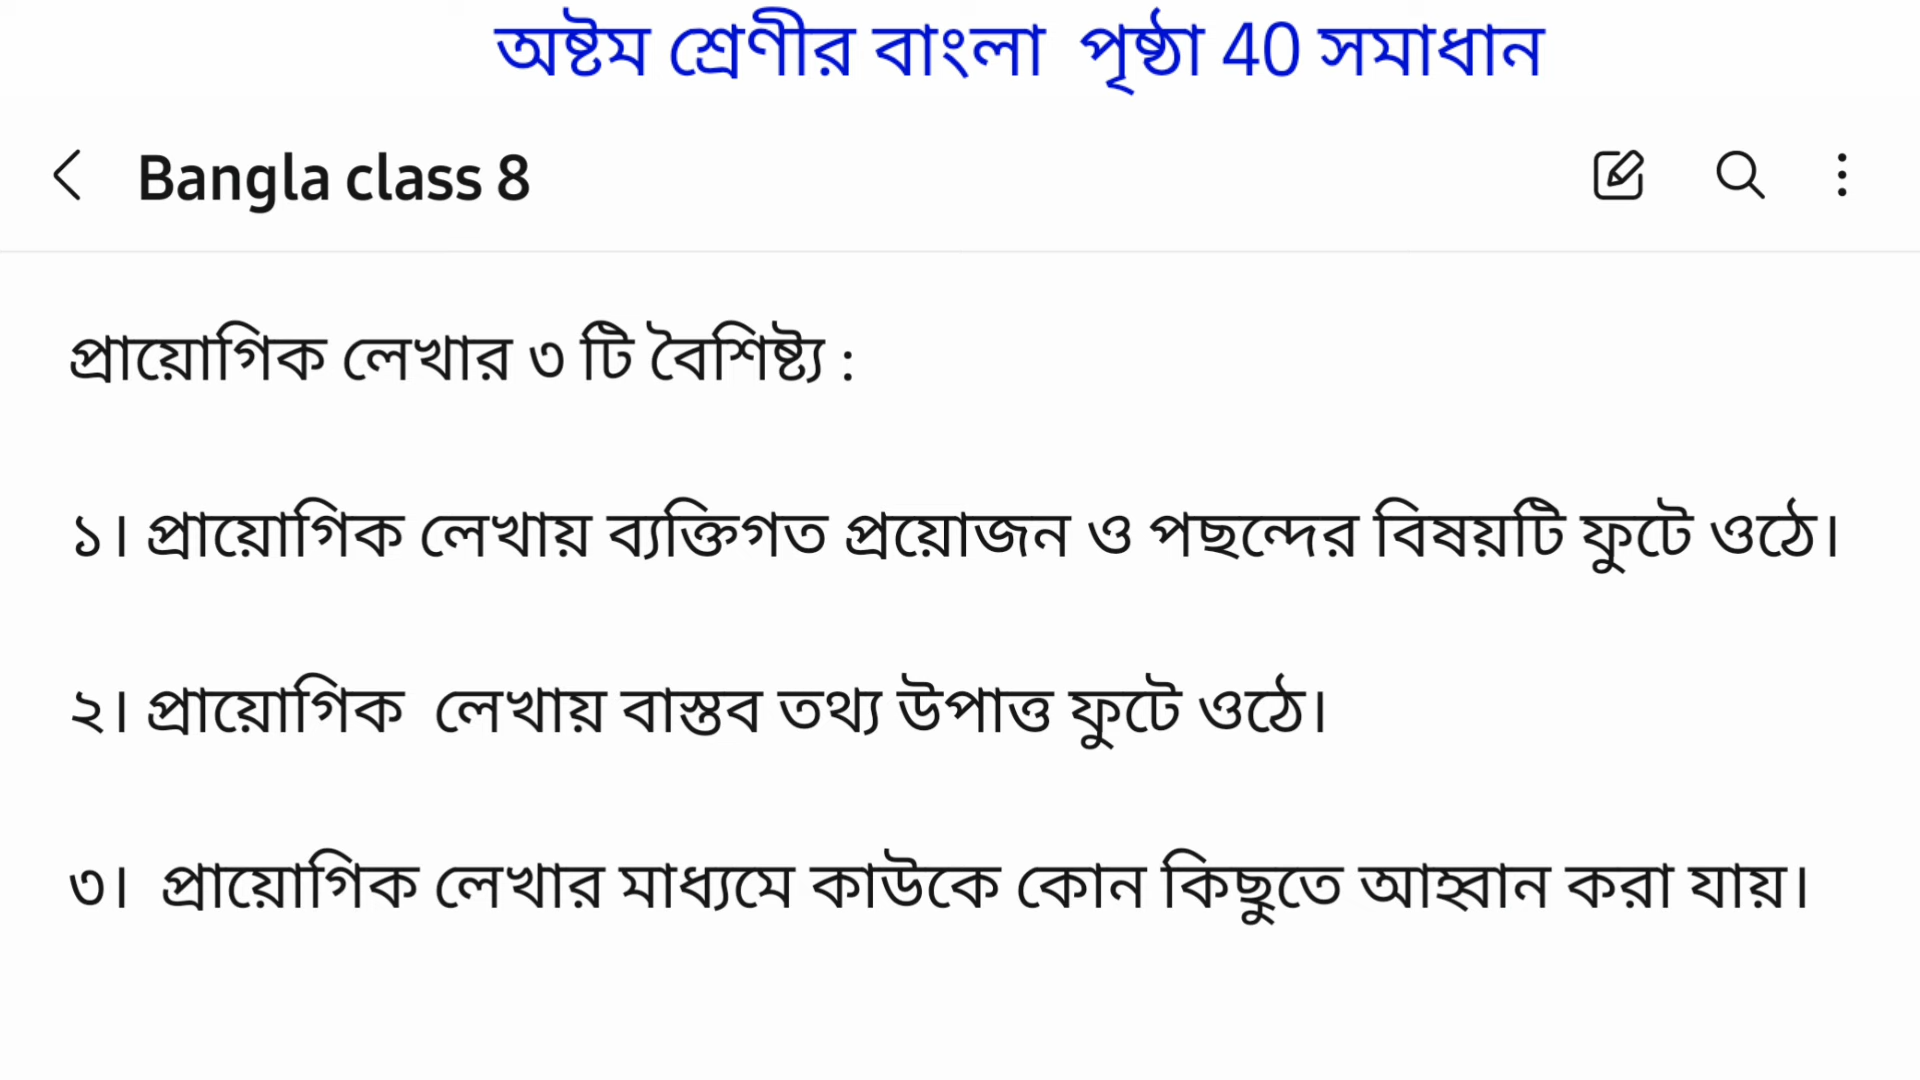 অষ্টম শ্রেণীর বাংলা পৃষ্ঠা 40 সমাধান
Bangla class 8
প্রায়োগিক লেখার ৩ টি বৈশিষ্ট্য :
১। প্রায়োগিক লেখায় ব্যক্তিগত প্রয়োজন ও পছন্দের বিষয়টি ফুটে ওঠে।
২। প্রায়োগিক লেখায় বাস্তব তথ্য উপাত্ত ফুটে ওঠে।
৩। প্রায়োগিক লেখার মাধ্যমে কাউকে কোন কিছুতে আহ্বান করা যায়।